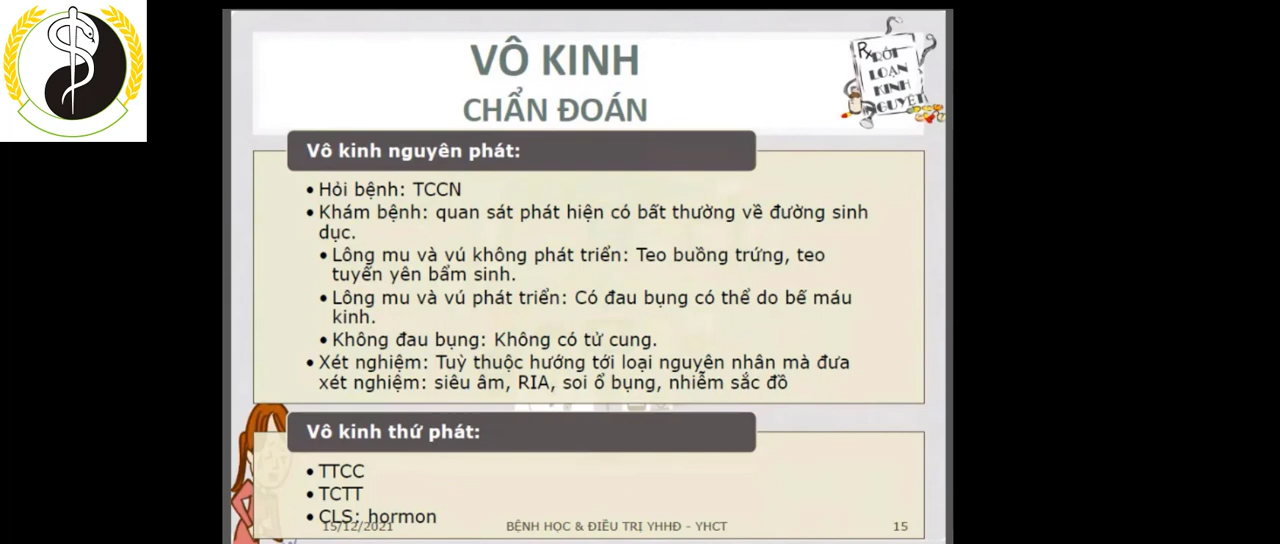 VÔ KINH
CHẨN ĐOÁN
RỐI
LOẠN
KINH
NGUYỆT
Vô kinh nguyên phát:
• Hỏi bệnh: TCCN
• Khám bệnh: quan sát phát hiện có bất thường về đường sinh
dục.
• Lông mu và vú không phát triển: Teo buồng trứng, teo
tuyến yên bẩm sinh.
• Lông mu và vú phát triển: Có đau bụng có thể do bế máu
kinh.
• Không đau bụng: Không có tử cung.
• Xét nghiệm: Tuỳ thuộc hướng tới loại nguyên nhân mà đưa
xét nghiệm: siêu âm, RIA, soi ổ bụng, nhiễm sắc đồ
Vô kinh thứ phát:
• TTCC
• TCTT
• CLS: hormon
15/12/2021 BỆNH HỌC & ĐIỀU TRỊ YHHĐ - YHCT 15